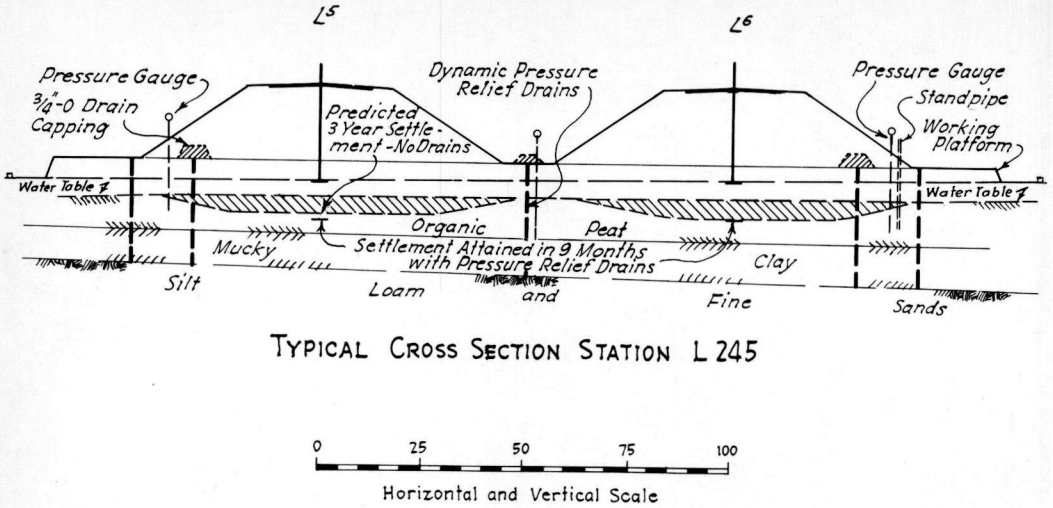 L5
L6
Pressure Gauge
3/4"-O Drain
Capping
Predicted
3 Year Settle-
ment - No Drains
Dynamic Pressure
Relief Drains
Pressure Gauge
Standpipe
Working
Platform
Water Table
Water Table
Organic
Peat
Mucky
Settlement Attained in 9 Months
with Pressure Relief Drains
Clay
Silt
Loam
and
Fine
Sands
TYPICAL CROSS SECTION STATION L 245
0 25 50 75 100
Horizontal and Vertical Scale